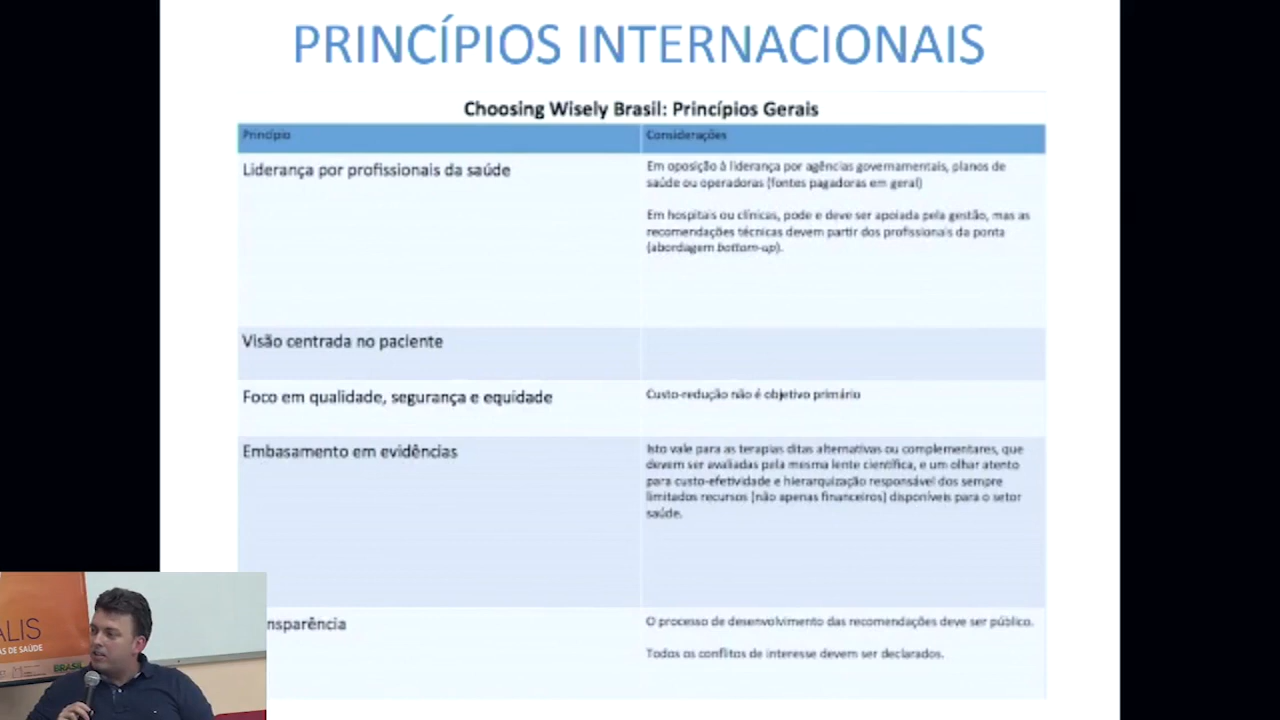 PRINCÍPIOS INTERNACIONAIS
Choosing Wisely Brasil: Princípios Gerais
Princípio
Considerações
Liderança por profissionais da saúde
Em oposição à liderança por agências governamentais, planos de
saúde ou operadoras (fontes pagadoras em geral)
Em hospitais ou clínicas, pode e deve ser apoiada pela gestão, mas as
recomendações técnicas devem partir dos profissionais da ponta
(abordagem bottom-up).
Visão centrada no paciente
Foco em qualidade, segurança e equidade
Custo-redução não é objetivo primário
Embasamento em evidências
Isto vale para as terapias ditas alternativas ou complementares, que
devem ser avaliadas pela mesma lente científica, e um olhar atento
para custo-efetividade e hierarquização responsável dos sempre
limitados recursos (não apenas financeiros) disponíveis para o setor
saúde.
nsparência
O processo de desenvolvimento das recomendações deve ser público.
Todos os conflitos de interesse devem ser declarados.
ALIS
AS DE SAÚDE
BRASIL